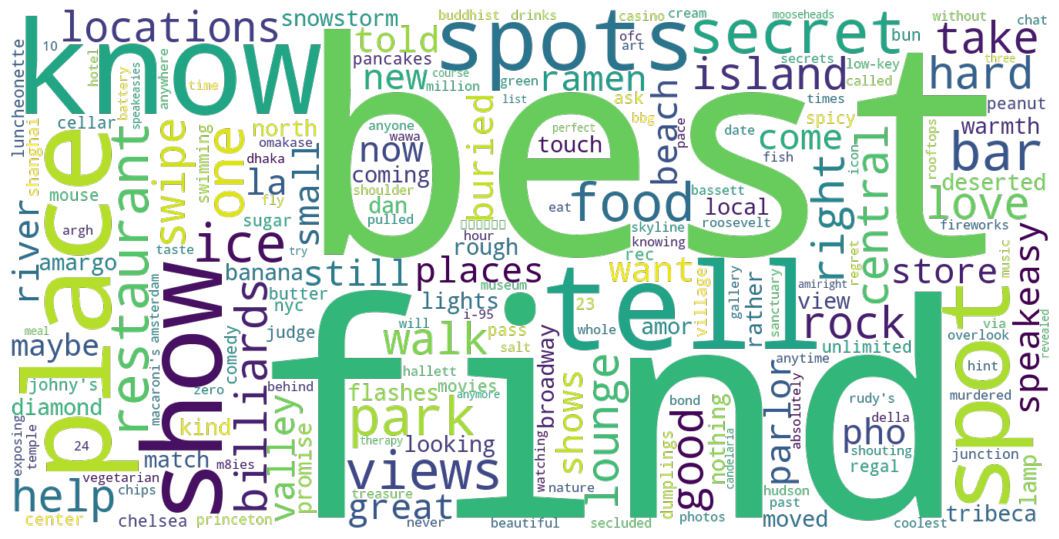 best
find
know
show
place
spots
secret
tell
spot
locations
told
snowstorm
buddhist
drinks
casino
cream
mooseheads
pancakes
new
ramen
island
take
hard
without
bun
chat
low-key
called
three
peanut
10
hotel
battery
anywhere
speakeasies
time
course
million
green
list
ofc
art
secrets
ask
bbg
times
spicy
bar
warmth
luncheonette
cellar
shanghai
omakase
swimming
north
one
swipe
restaurant
dhaka
fly
mouse
argh
sugar
la
ice
small
now
coming
anyone
wawa
shoulder
dan
pulled
hour
rough
buried
perfect
pace
touch
beach
food
eat
fish
date
come
local
bassett
skyline
knowing
roosevelt
rec
right
icon
central
rooftops
deserted
love
fireworks
river
amargo
taste
try
banana
butter
still
places
lights
museum
i-95
want
23
village
gallery
rather
sanctuary
view
regret
music
amiright
store
via
overlook
revealed
meal
maybe
johny's
diamond
macaroni's
amsterdam
zero
comedy
judge
nyc
behind
will
whole
pass
salt
amor
rock
unlimited
anytime
hint
speakeasy
24
kind
match
m8ies
billiards
valley
promise
walk
hallett
movies
anymore
flashes
park
therapy
looking
views
great
treasure
never
beautiful
nature
watching
broadway
shows
lounge
dumplings
secluded
good
bond
nothing
candelaria
photos
hudson
past
parlor
absolutely
moved
rudy's
della
pho
shouting
regal
coolest
murdered
junction
tribeca
lamp
exposing
temple
vegetarian
chips
help
center
chelsea
princeton